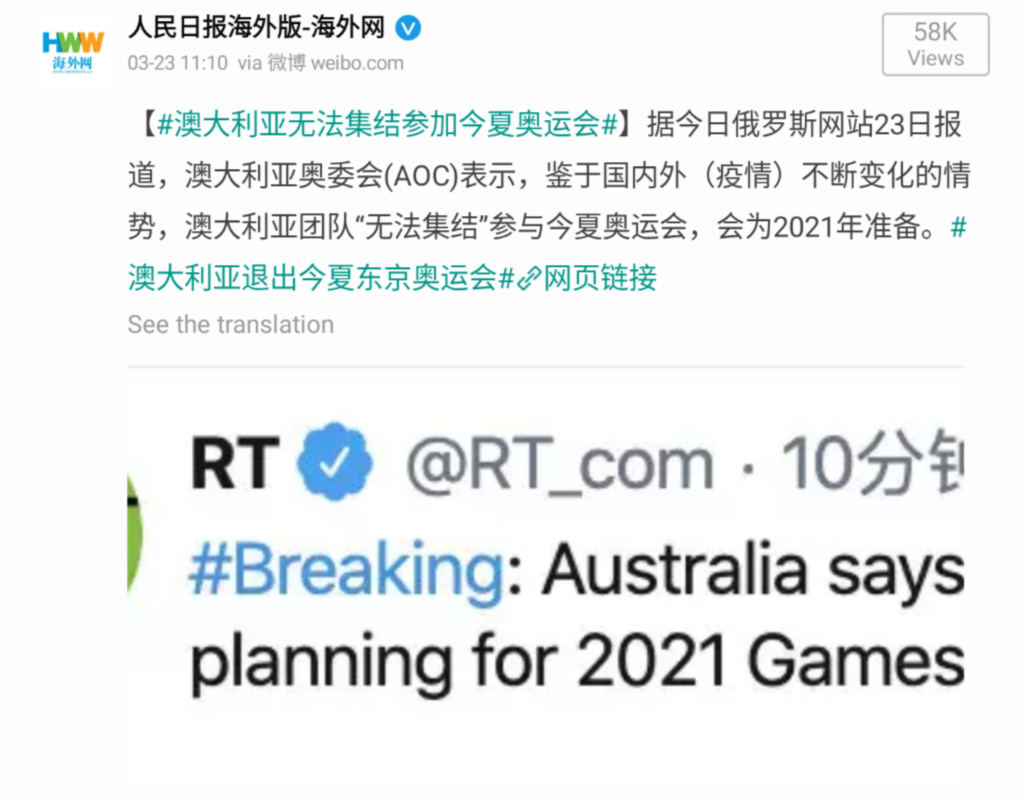 HWW
海外网
人民日报海外版-海外网
03-23 11:10 via 微博 weibo.com
58K
Views
【#澳大利亚无法集结参加今夏奥运会#】据今日俄罗斯网站23日报
道，澳大利亚奥委会(AOC)表示，鉴于国内外（疫情）不断变化的情
势，澳大利亚团队“无法集结”参与今夏奥运会，会为2021年准备。#
澳大利亚退出今夏东京奥运会#网页链接
See the translation
RT @RT_com · 10分钟
#Breaking: Australia says
planning for 2021 Games